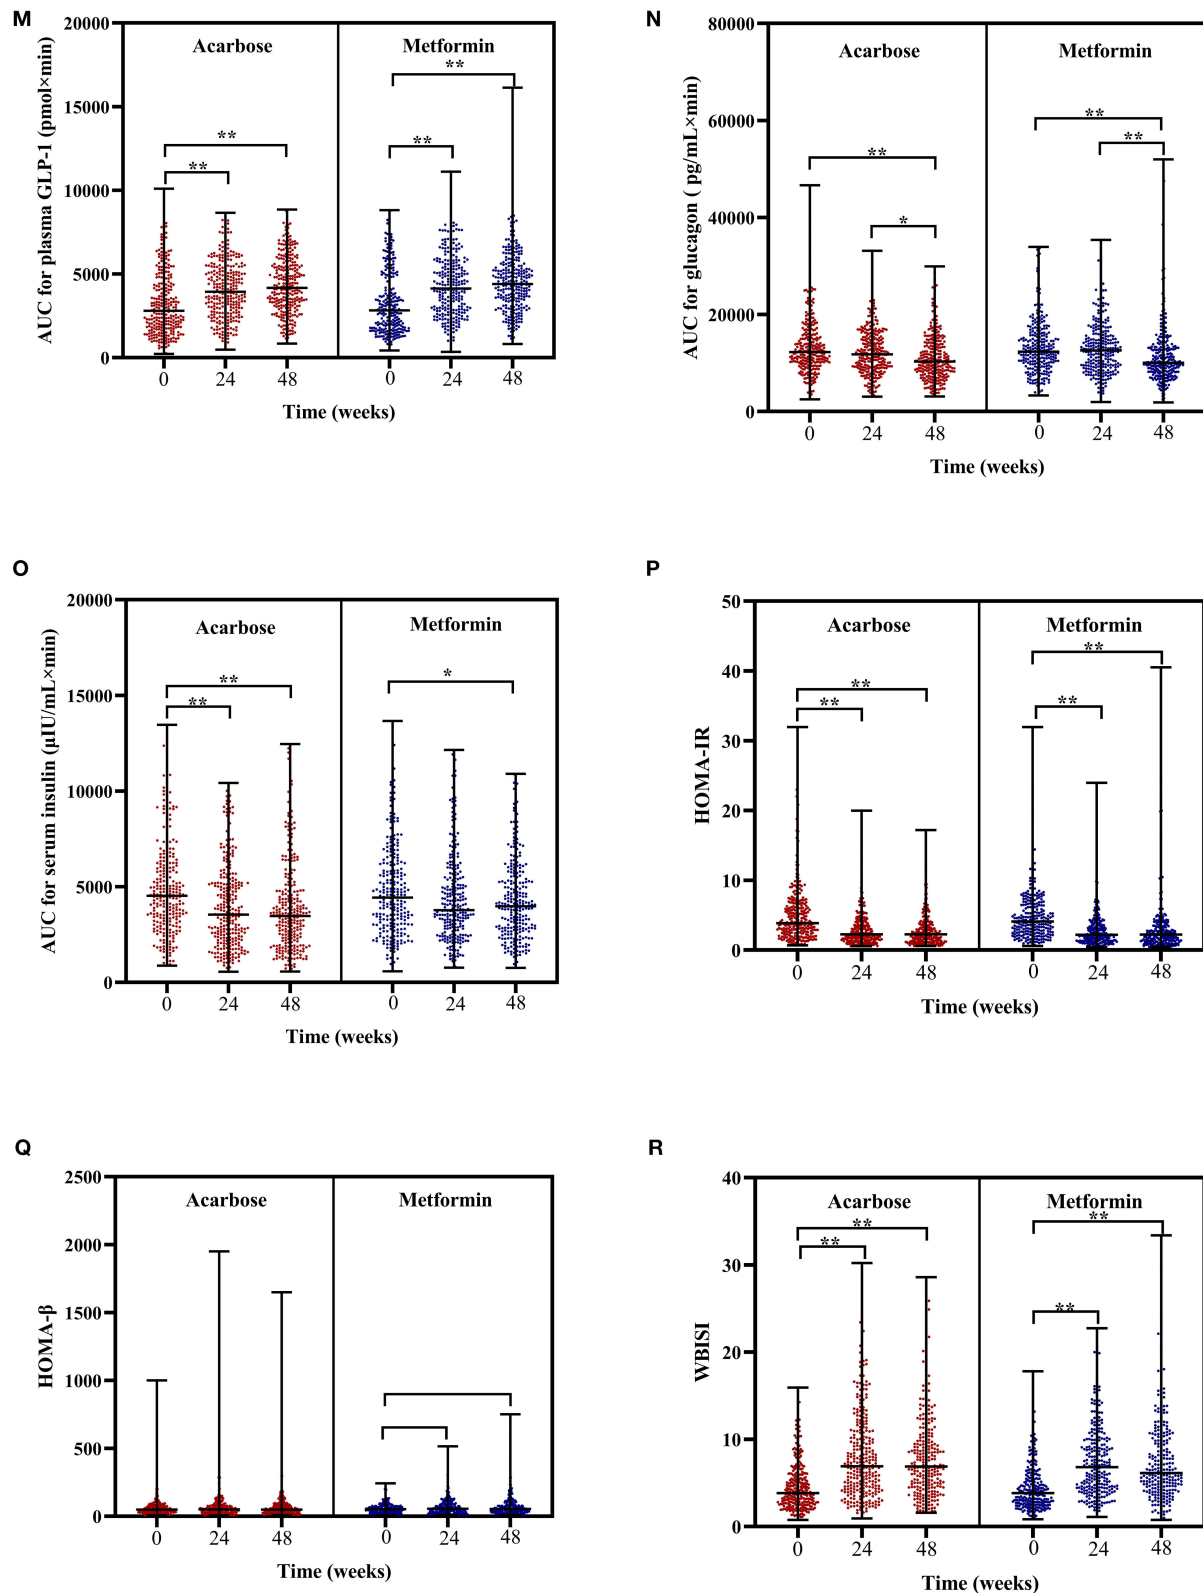 M
AUC for plasma GLP-1 (pmol×min)
20000
15000
10000
5000
0
Acarbose
Metformin
**
**
**
**
0 24 48 0 24 48
Time (weeks)
N
AUC for glucagon ( pg/mL×min)
80000
60000
40000
20000
0
Acarbose
Metformin
**
*
**
**
0 24 48 0 24 48
Time (weeks)
O
AUC for serum insulin (μIU/mL×min)
20000
15000
10000
5000
0
Acarbose
Metformin
**
**
*
0 24 48 0 24 48
Time (weeks)
P
HOMA-IR
50
40
30
20
10
0
Acarbose
Metformin
**
**
**
**
0 24 48 0 24 48
Time (weeks)
Q
HOMA-β
2500
2000
1500
1000
500
0
Acarbose
Metformin
0 24 48 0 24 48
Time (weeks)
R
WBISI
40
30
20
10
0
Acarbose
Metformin
**
**
**
**
0 24 48 0 24 48
Time (weeks)